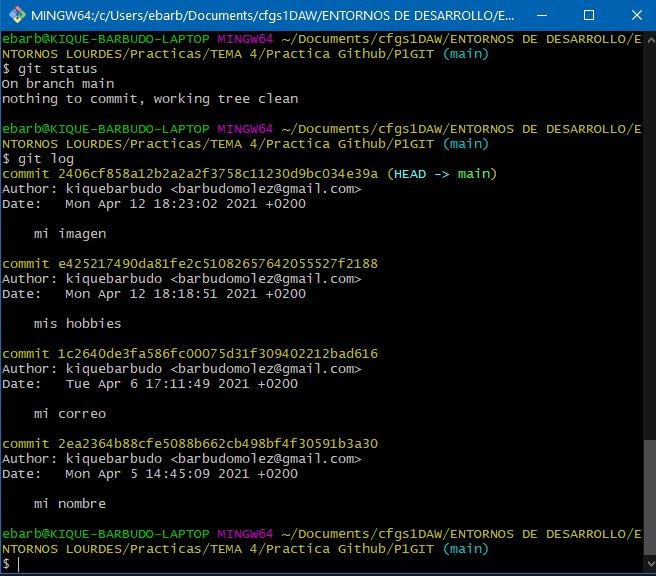 MINGW64:/c/Users/ebarb/Documents/cfgs1DAW/ENTORNOS DE DESARROLLO/E...
ebarb@KIQUE-BARBUDO-LAPTOP MINGW64 ~/Documents/cfgs1DAW/ENTORNOS DE DESARROLLO/E
NTORNOS LOURDES/Practicas/TEMA 4/Practica Github/P1GIT (main)
$ git status
On branch main
nothing to commit, working tree clean
ebarb@KIQUE-BARBUDO-LAPTOP MINGW64 ~/Documents/cfgs1DAW/ENTORNOS DE DESARROLLO/E
NTORNOS LOURDES/Practicas/TEMA 4/Practica Github/P1GIT (main)
$ git log
commit 2406cf858a12b2a2a2f3758c11230d9bc034e39a (HEAD -> main)
Author: kiquebarbudo <barbudomolez@gmail.com>
Date:   Mon Apr 12 18:23:02 2021 +0200
    mi imagen
commit e425217490da81fe2c51082657642055527f2188
Author: kiquebarbudo <barbudomolez@gmail.com>
Date:   Mon Apr 12 18:18:51 2021 +0200
    mis hobbies
commit 1c2640de3fa586fc00075d31f309402212bad616
Author: kiquebarbudo <barbudomolez@gmail.com>
Date:   Tue Apr 6 17:11:49 2021 +0200
    mi correo
commit 2ea2364b88cfe5088b662cb498bf4f30591b3a30
Author: kiquebarbudo <barbudomolez@gmail.com>
Date:   Mon Apr 5 14:45:09 2021 +0200
    mi nombre
ebarb@KIQUE-BARBUDO-LAPTOP MINGW64 ~/Documents/cfgs1DAW/ENTORNOS DE DESARROLLO/E
NTORNOS LOURDES/Practicas/TEMA 4/Practica Github/P1GIT (main)
$